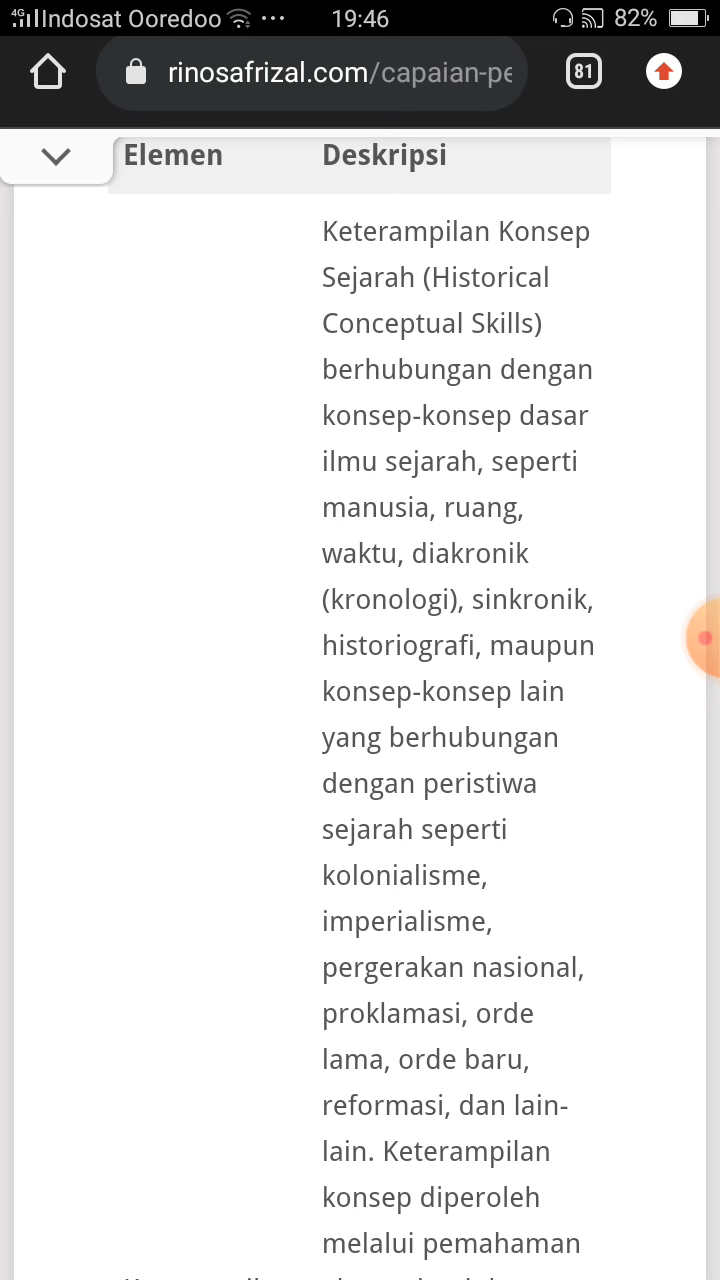 4G Indosat Ooredoo ... 19:46 82%
rinosafrizal.com/capaian-pe 81
Elemen Deskripsi
Keterampilan Konsep
Sejarah (Historical
Conceptual Skills)
berhubungan dengan
konsep-konsep dasar
ilmu sejarah, seperti
manusia, ruang,
waktu, diakronik
(kronologi), sinkronik,
historiografi, maupun
konsep-konsep lain
yang berhubungan
dengan peristiwa
sejarah seperti
kolonialisme,
imperialisme,
pergerakan nasional,
proklamasi, orde
lama, orde baru,
reformasi, dan lain-
lain. Keterampilan
konsep diperoleh
melalui pemahaman